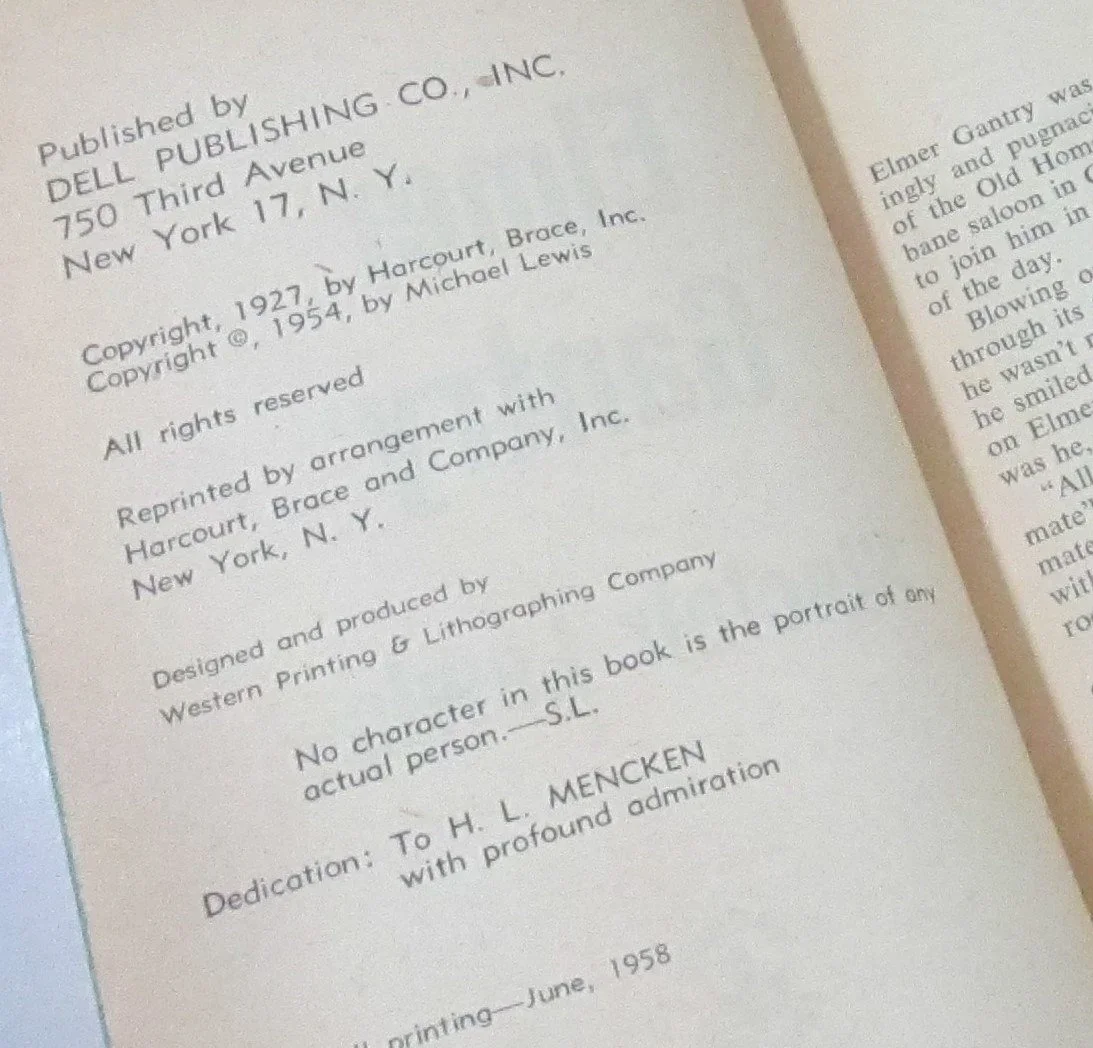 Published by
DELL PUBLISHING CO., INC.
750 Third Avenue
New York 17, N. Y.
Copyright, 1927, by Harcourt, Brace, Inc.
Copyright ©, 1954, by Michael Lewis
All rights reserved
Reprinted by arrangement with
Harcourt, Brace and Company, Inc.
New York, N. Y.
Designed and produced by
Western Printing & Lithographing Company
No character in this book is the portrait of any
actual person.—S.L.
Dedication: To H. L. MENCKEN
with profound admiration
printing—June, 1958
Elmer Gantry was
ingly and pugnaci
of the Old Hom
bane saloon in
to join him in
of the day.
Blowing o
through its
he wasn't
he smiled
on Elme
was he,
"All
mate'
mate
with
ro